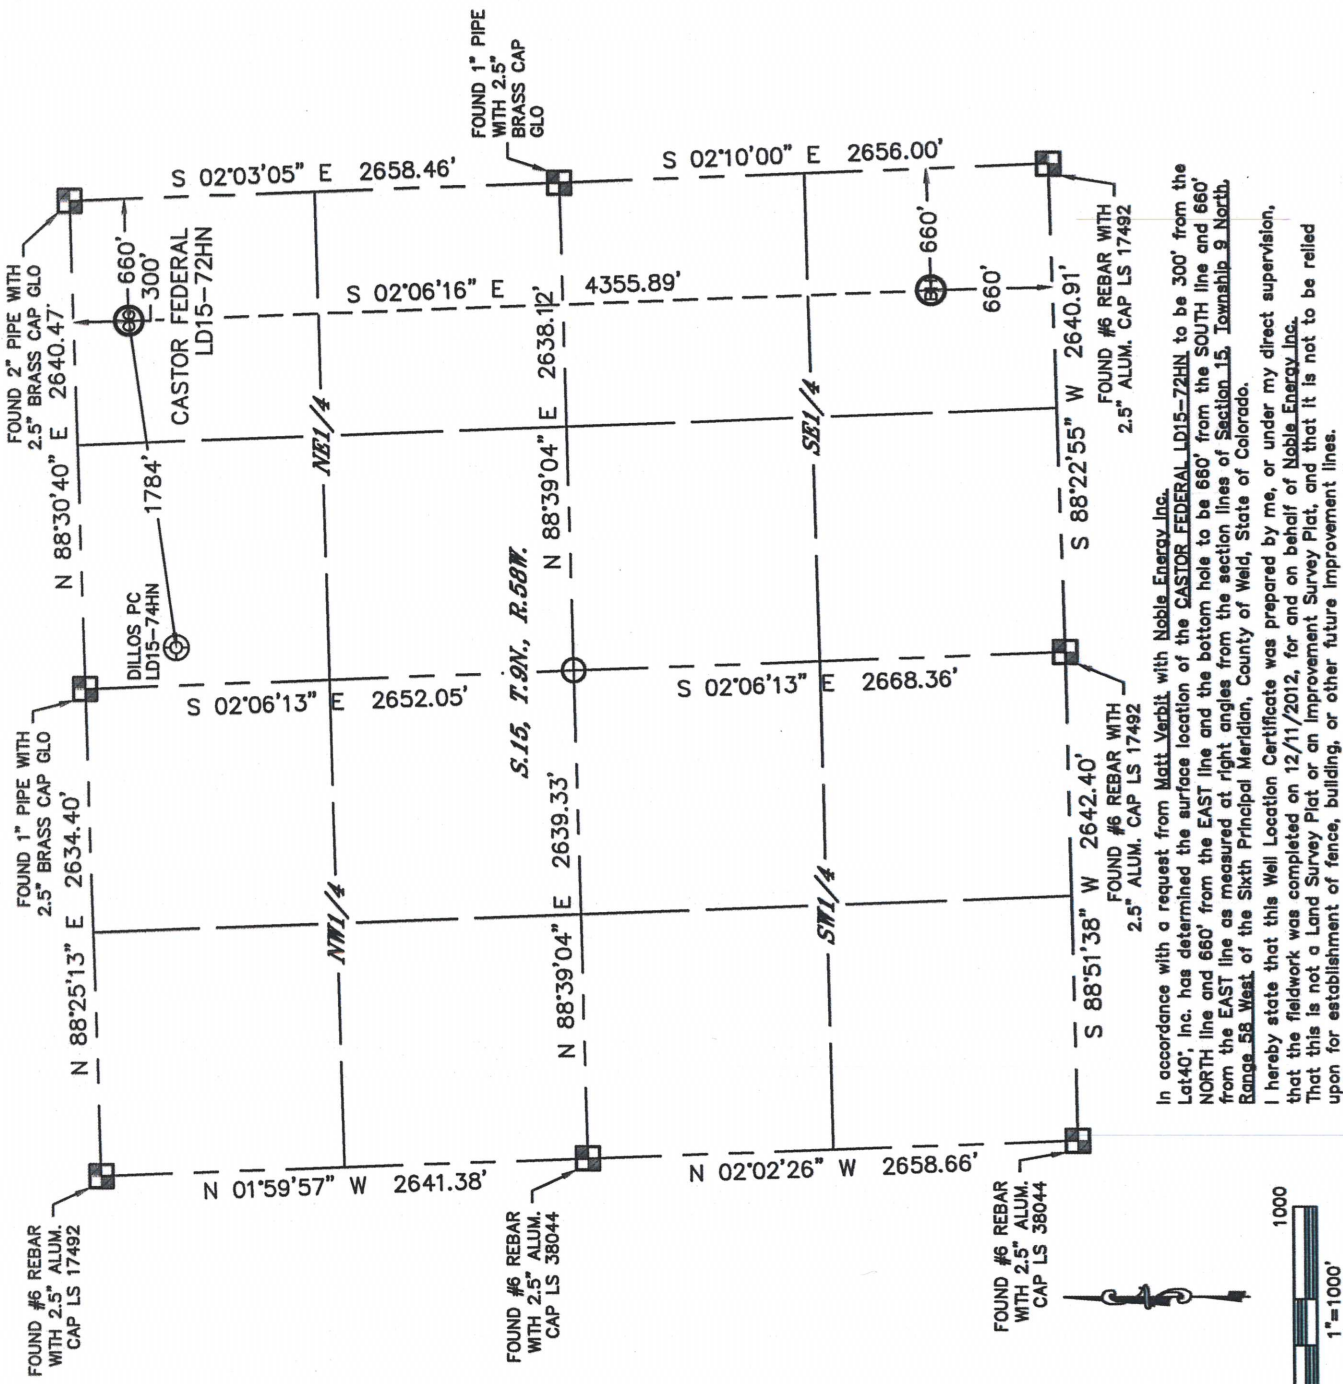 FOUND #6 REBAR
WITH 2.5" ALUM.
CAP LS 17492
N 88°25'13" E 2634.40'
FOUND 1" PIPE WITH
2.5" BRASS CAP GLO
N 88°30'40" E 2640.47'
FOUND 2" PIPE WITH
2.5" BRASS CAP GLO
DILLOS PC
LD15-74HN
1784'
660'
300'
CASTOR FEDERAL
LD15-72HN
N 01°59'57" W 2641.38'
S 02°06'13" E 2652.05'
S 02°06'16" E 4355.89'
S 02°03'05" E 2658.46'
NW1/4
NE1/4
S.15, T.9N., R.58W.
FOUND #6 REBAR
WITH 2.5" ALUM.
CAP LS 38044
N 88°39'04" E 2639.33'
N 88°39'04" E 2638.12'
FOUND 1" PIPE
WITH 2.5"
BRASS CAP
GLO
N 02°02'26" W 2658.66'
S 02°06'13" E 2668.36'
S 02°10'00" E 2656.00'
SW1/4
SE1/4
BH
660'
660'
FOUND #6 REBAR
WITH 2.5" ALUM.
CAP LS 38044
S 88°51'38" W 2642.40'
FOUND #6 REBAR WITH
2.5" ALUM. CAP LS 17492
S 88°22'55" W 2640.91'
FOUND #6 REBAR WITH
2.5" ALUM. CAP LS 17492
In accordance with a request from Matt Verbit with Noble Energy Inc.
Lat40°, Inc. has determined the surface location of the CASTOR FEDERAL LD15-72HN to be 300' from the
NORTH line and 660' from the EAST line and the bottom hole to be 660' from the SOUTH line and 660'
from the EAST line as measured at right angles from the section lines of Section 15, Township 9 North,
Range 58 West of the Sixth Principal Meridian, County of Weld, State of Colorado.
I hereby state that this Well Location Certificate was prepared by me, or under my direct supervision,
that the fieldwork was completed on 12/11/2012, for and on behalf of Noble Energy Inc.
That this is not a Land Survey Plat or an Improvement Survey Plat, and that it is not to be relied
upon for establishment of fence, building, or other future improvement lines.
1000
1"=1000'